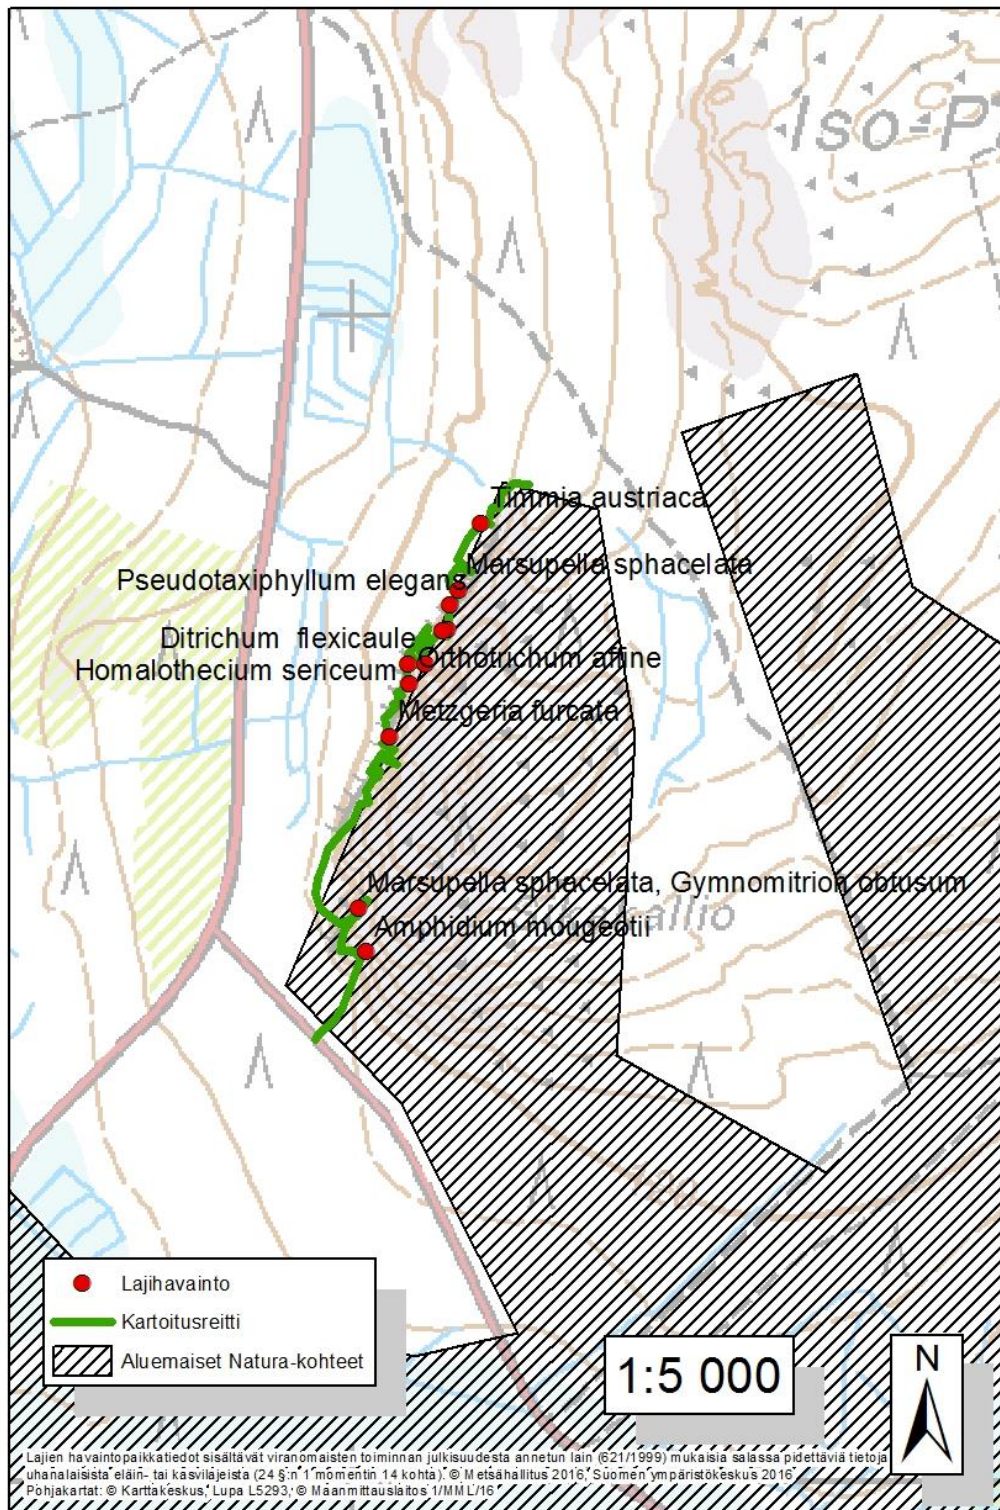 Iso-P
Timmia austriaca
Marsupella sphacelata
Pseudotaxiphyllum elegans
Ditrichum flexicaule
Orthotrichum affine
Homalothecium sericeum
Metzgeria furcata
Marsupella sphacelata, Gymnomitrion obtusum
Amphidium mougeotii
Lajihavainto
Kartoitusreitti
Aluemaiset Natura-kohteet
1:5 000
N
Lajien havaintopaikkatiedot sisältävät viranomaisten toiminnan julkisuudesta annetun lain (621/1999) mukaisia salassa pidettäviä tietoja
uhanalaisista eläin- tai kasvilajeista (24 §:n 1 momentin 14 kohta). © Metsähallitus 2016, Suomen ympäristökeskus 2016
Pohjakartat: © Karttakeskus, Lupa L5293, © Maanmittauslaitos 1/MML/16